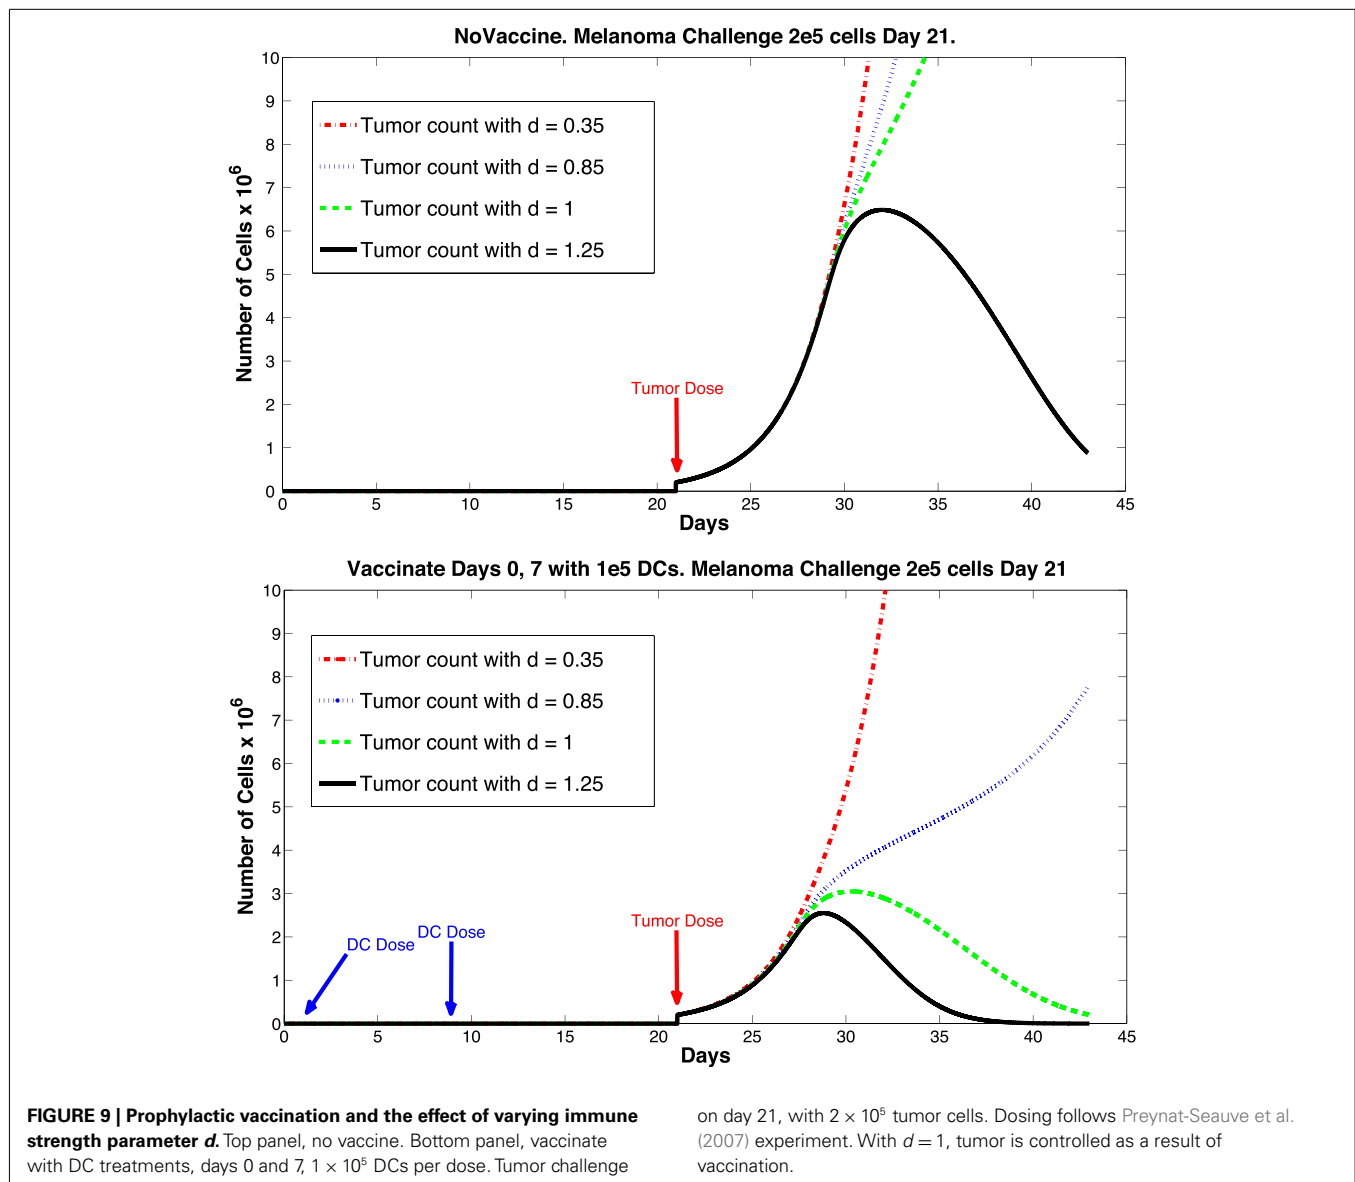 NoVaccine. Melanoma Challenge 2e5 cells Day 21.
Number of Cells x 10⁶
10
9
8
7
6
5
4
3
2
1
0
Tumor count with d = 0.35
Tumor count with d = 0.85
Tumor count with d = 1
Tumor count with d = 1.25
Tumor Dose
0 5 10 15 20 25 30 35 40 45
Days
Vaccinate Days 0, 7 with 1e5 DCs. Melanoma Challenge 2e5 cells Day 21
Number of Cells x 10⁶
10
9
8
7
6
5
4
3
2
1
0
Tumor count with d = 0.35
Tumor count with d = 0.85
Tumor count with d = 1
Tumor count with d = 1.25
DC Dose
DC Dose
Tumor Dose
0 5 10 15 20 25 30 35 40 45
Days
FIGURE 9 | Prophylactic vaccination and the effect of varying immune
strength parameter d. Top panel, no vaccine. Bottom panel, vaccinate
with DC treatments, days 0 and 7, 1 × 10⁵ DCs per dose. Tumor challenge
on day 21, with 2 × 10⁵ tumor cells. Dosing follows Preynat-Seauve et al.
(2007) experiment. With d = 1, tumor is controlled as a result of
vaccination.